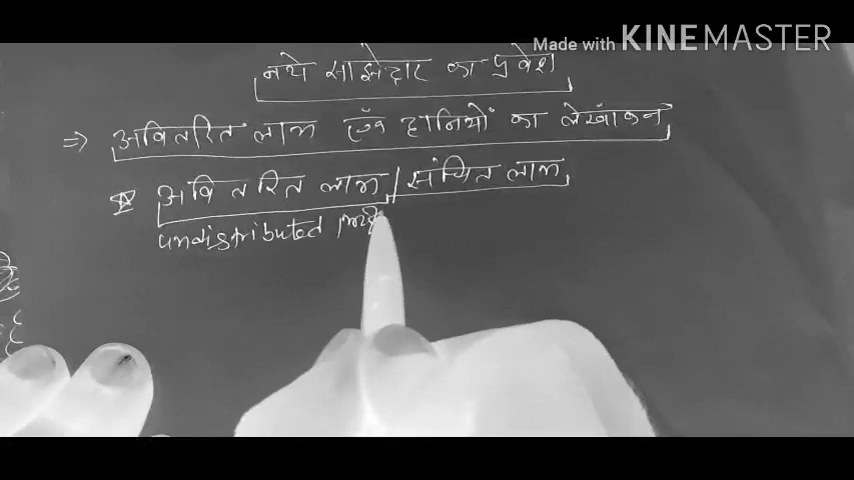 Made with KINEMASTER
नये साझेदार का प्रवेश
⇒ अवितरित लाभ एवं हानियों का लेखांकन
अवितरित लाभ / संचित लाभ
undistributed